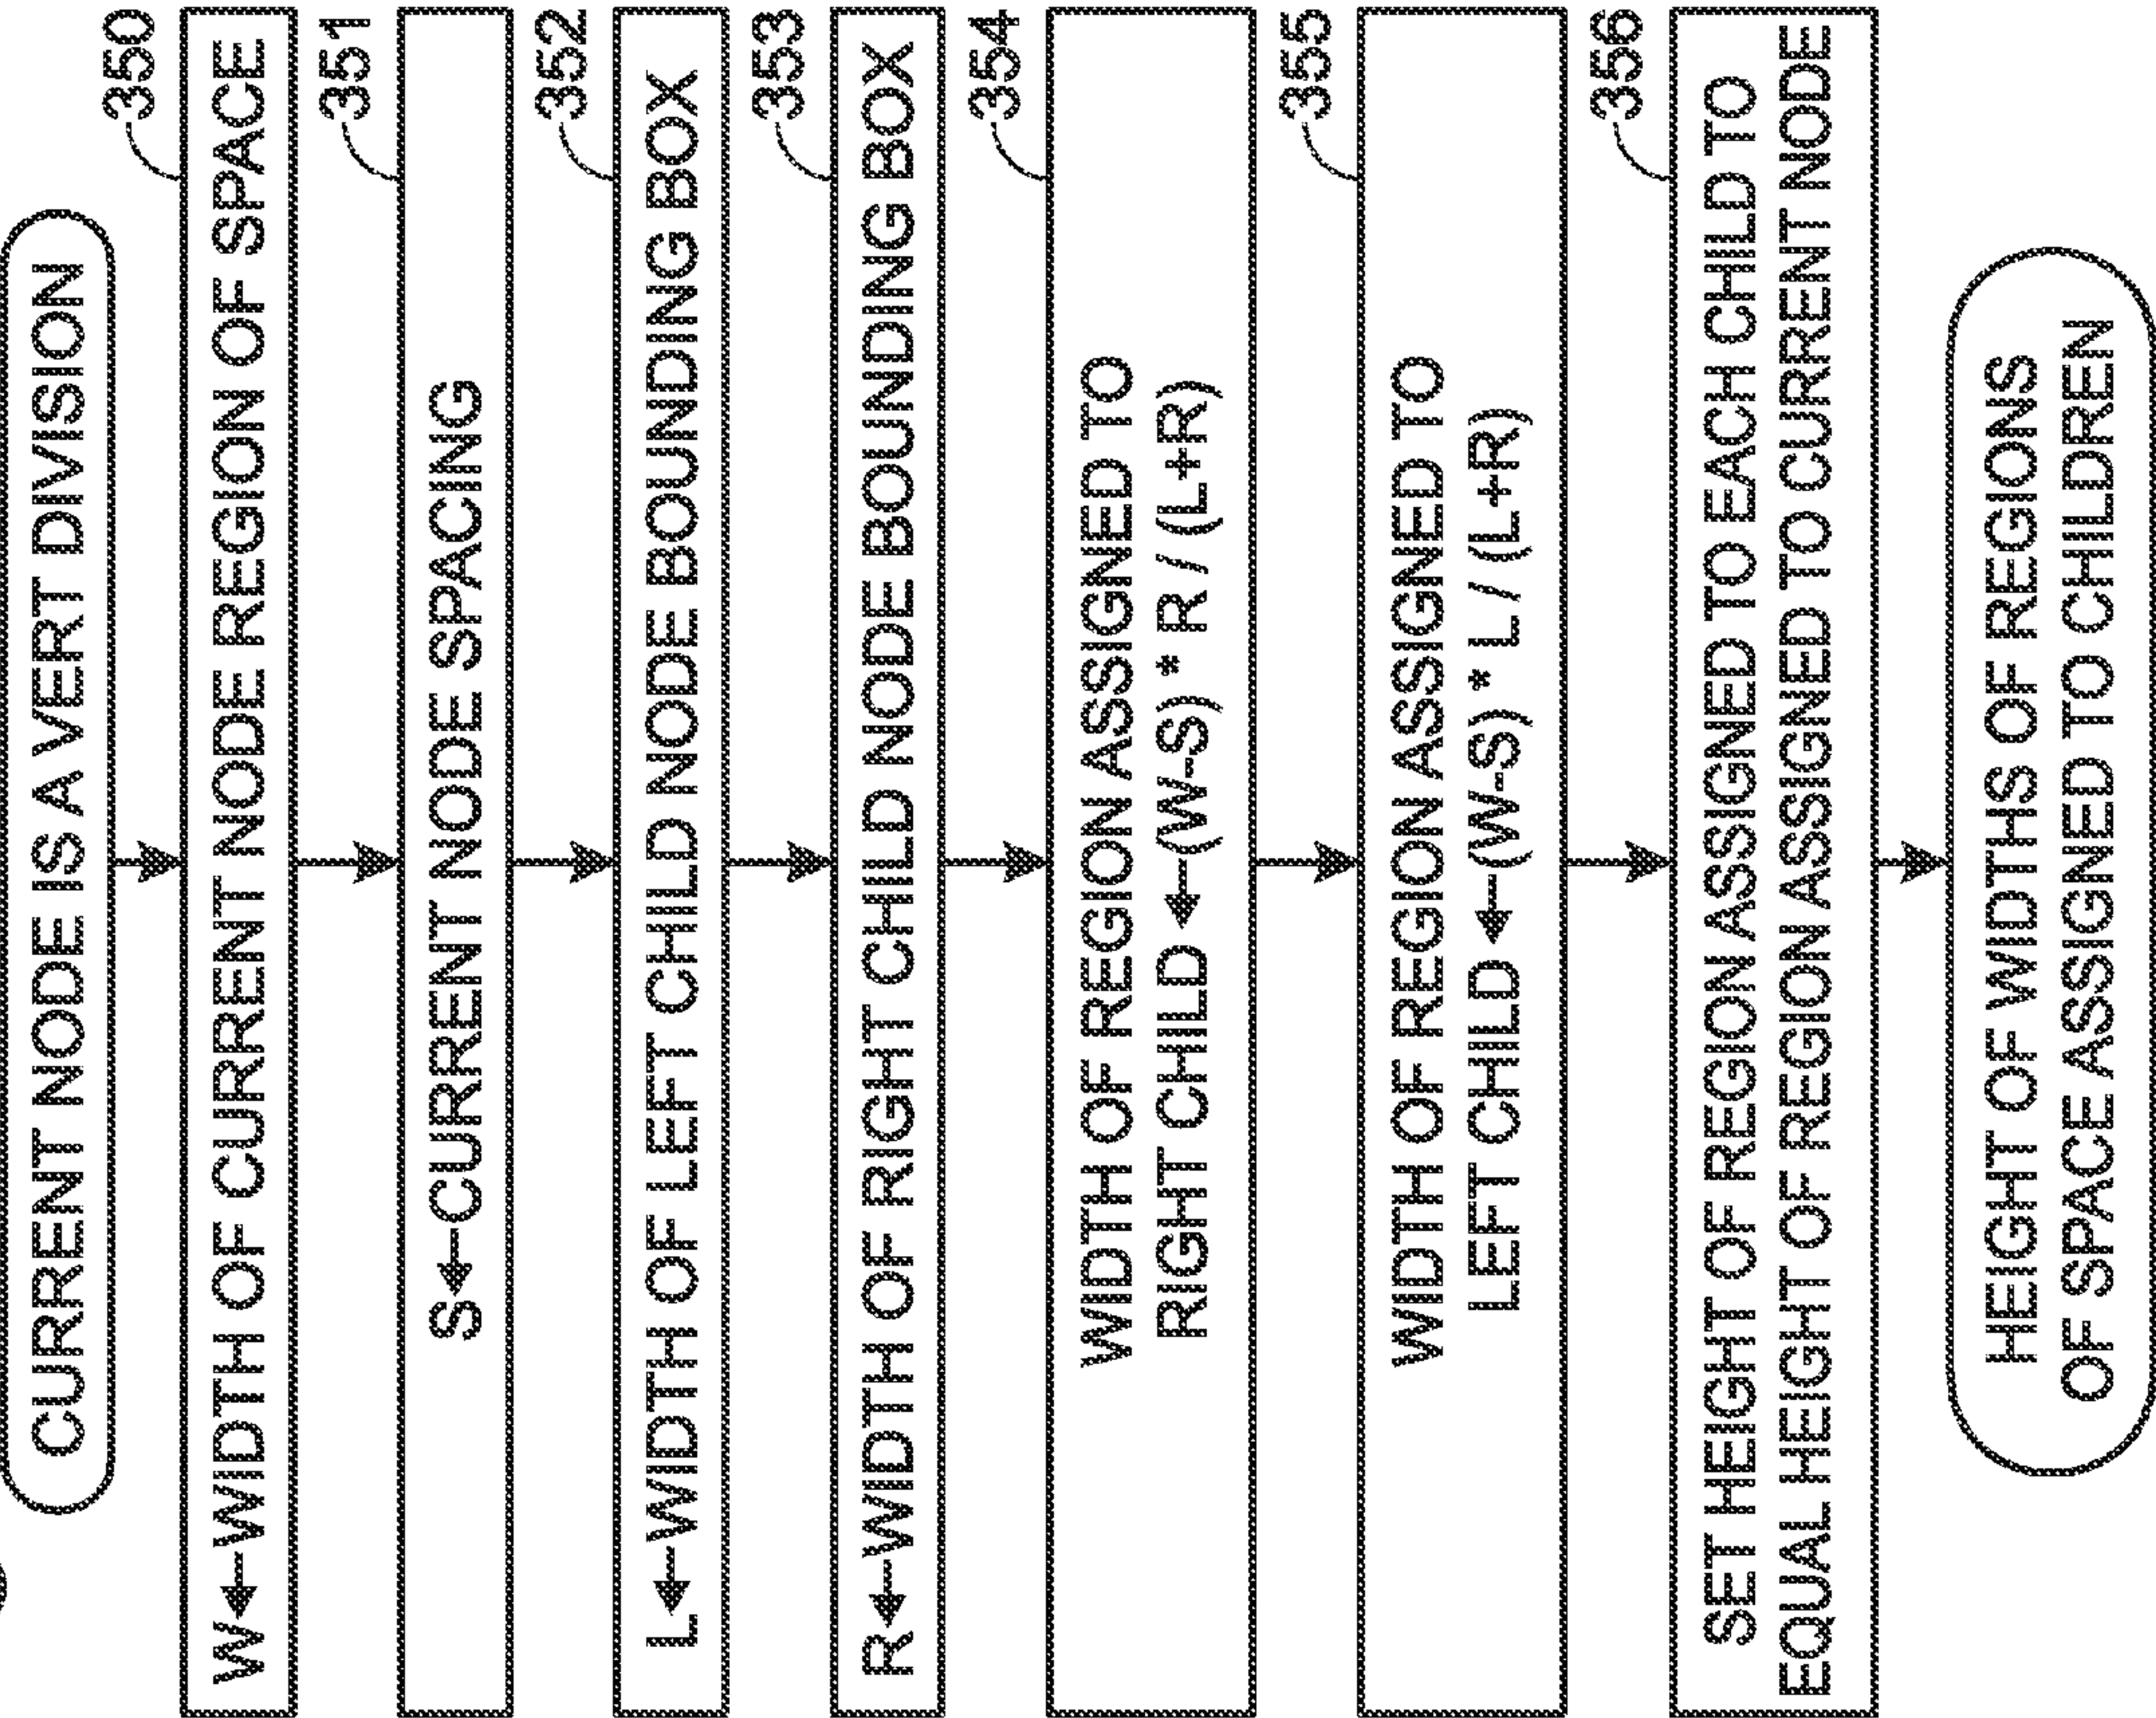 CURRENT NODE IS A VERT DIVISION
350
W←WIDTH OF CURRENT NODE REGION OF SPACE
351
S←CURRENT NODE SPACING
352
L←WIDTH OF LEFT CHILD NODE BOUNDING BOX
353
R←WIDTH OF RIGHT CHILD NODE BOUNDING BOX
354
WIDTH OF REGION ASSIGNED TO
RIGHT CHILD ←(W-S) * R / (L+R)
355
WIDTH OF REGION ASSIGNED TO
LEFT CHILD ←(W-S) * L / (L+R)
356
SET HEIGHT OF REGION ASSIGNED TO EACH CHILD TO
EQUAL HEIGHT OF REGION ASSIGNED TO CURRENT NODE
HEIGHT OF WIDTHS OF REGIONS
OF SPACE ASSIGNED TO CHILDREN